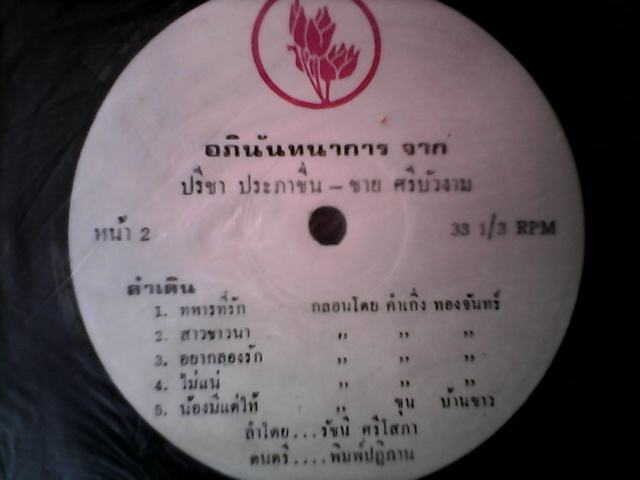 อภินันทนาการ จาก
ปรีชา ประภาชื่น – ชาย ศรีบัวงาม
หน้า 2
33 1/3 RPM
ลำเดิน
1. ทหารที่รัก กลอนโดย คำเกิ่ง ทองจันทร์
2. สาวชาวนา ,, ,, ,,
3. อยากลองรัก ,, ,, ,,
4. ไม่แน่ ,, ,, ,,
5. น้องมีแต่ให้ ,, ขุน บ้านขาว
ลำโดย...รัชนี ศรีโสภา
ดนตรี....พิมพ์ปฏิภาน